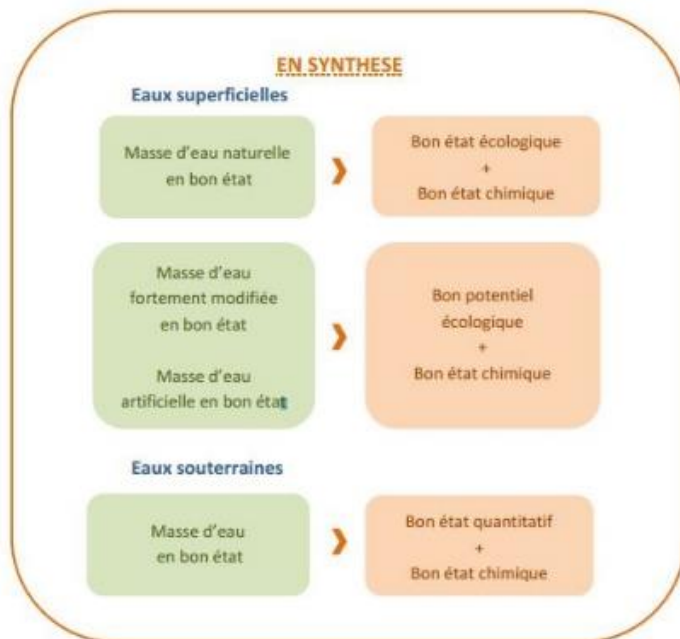 EN SYNTHESE
Eaux superficielles
Masse d'eau naturelle
en bon état
❯
Bon état écologique
+
Bon état chimique
Masse d'eau
fortement modifiée
en bon état
Masse d'eau
artificielle en bon état
❯
Bon potentiel
écologique
+
Bon état chimique
Eaux souterraines
Masse d'eau
en bon état
❯
Bon état quantitatif
+
Bon état chimique